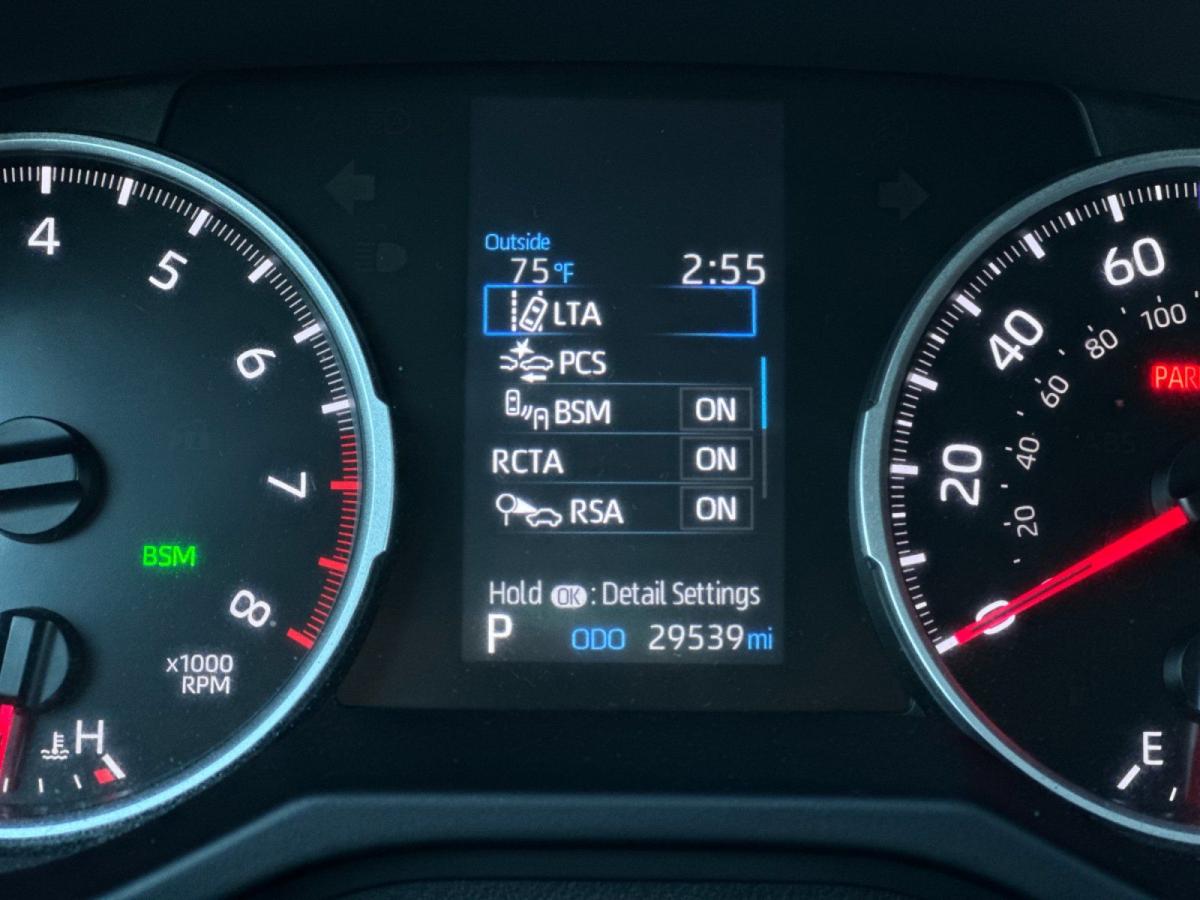 Outside
75 °F 2:55
LTA
PCS
BSM ON
RCTA ON
RSA ON
Hold OK : Detail Settings
P ODO 29539 mi
4
5
6
7
8
BSM
x1000
RPM
H
60
40
20
0
100
80
60
40
20
E